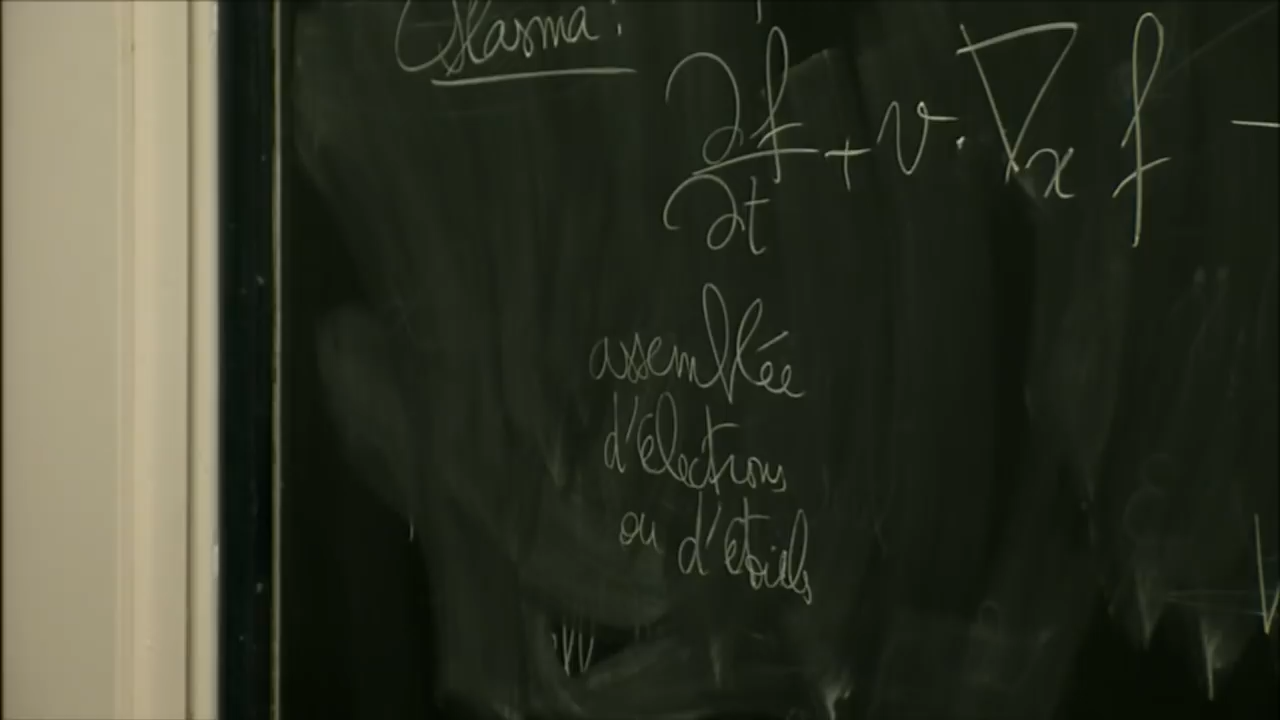 Plasma:
∂f/∂t + v · ∇ₓ f −
assemblée
d'électrons
ou d'étoiles